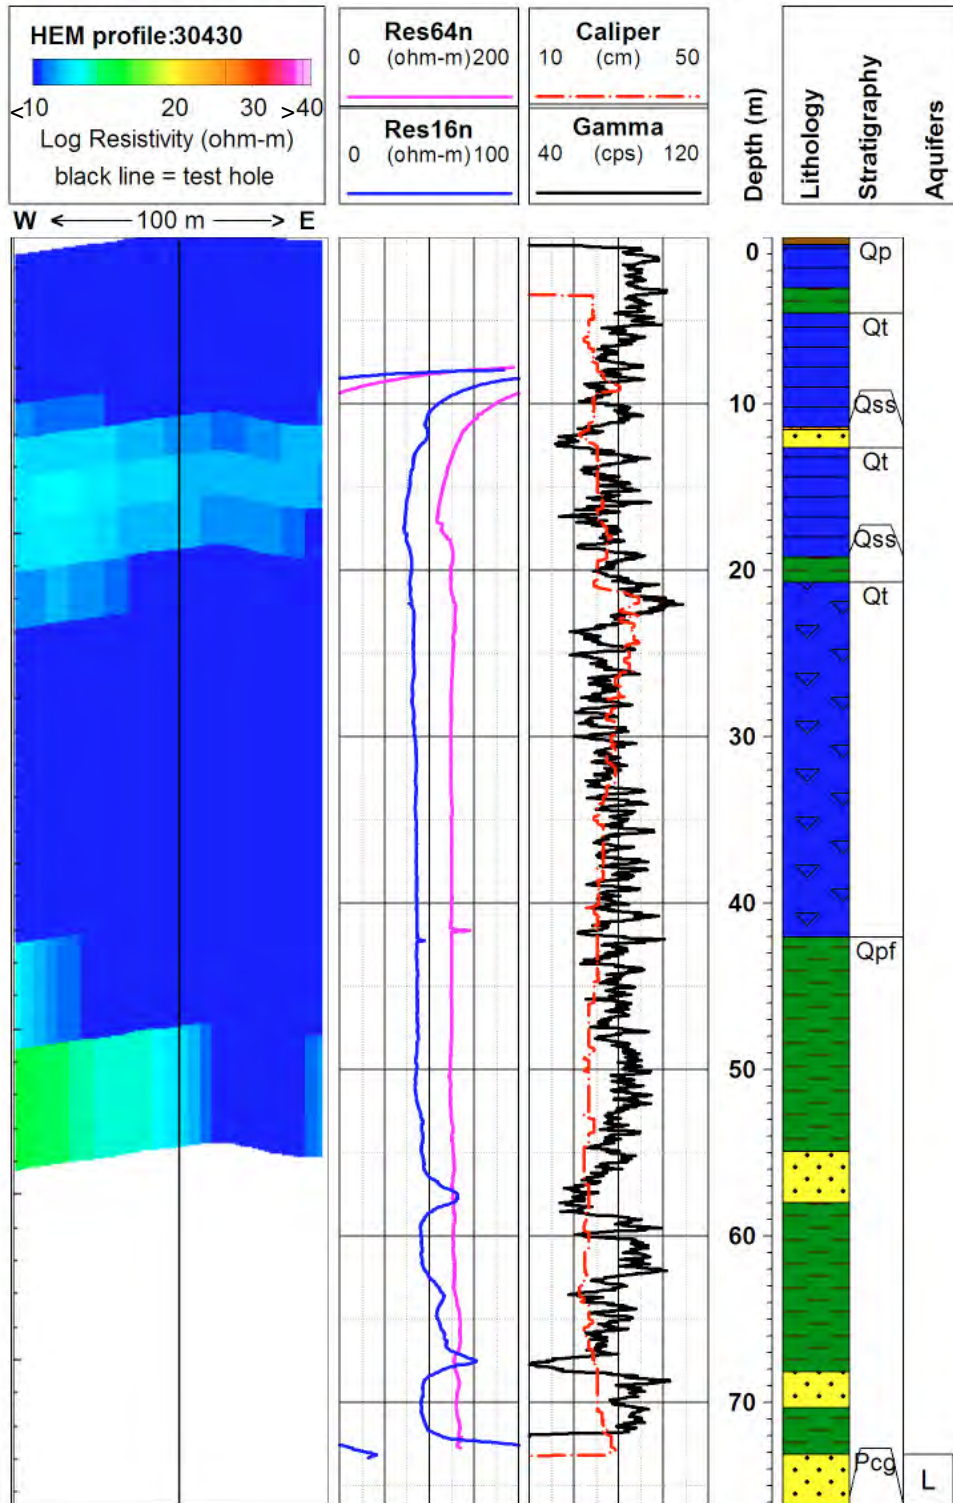 HEM profile:30430
<10 20 30 >40
Log Resistivity (ohm-m)
black line = test hole
W 100 m E
Res64n
0 (ohm-m) 200
Res16n
0 (ohm-m) 100
Caliper
10 (cm) 50
Gamma
40 (cps) 120
Depth (m)
Lithology
Stratigraphy
Aquifers
0
10
20
30
40
50
60
70
Qp
Qt
Qss
Qt
Qss
Qt
Qpf
Pcg
L